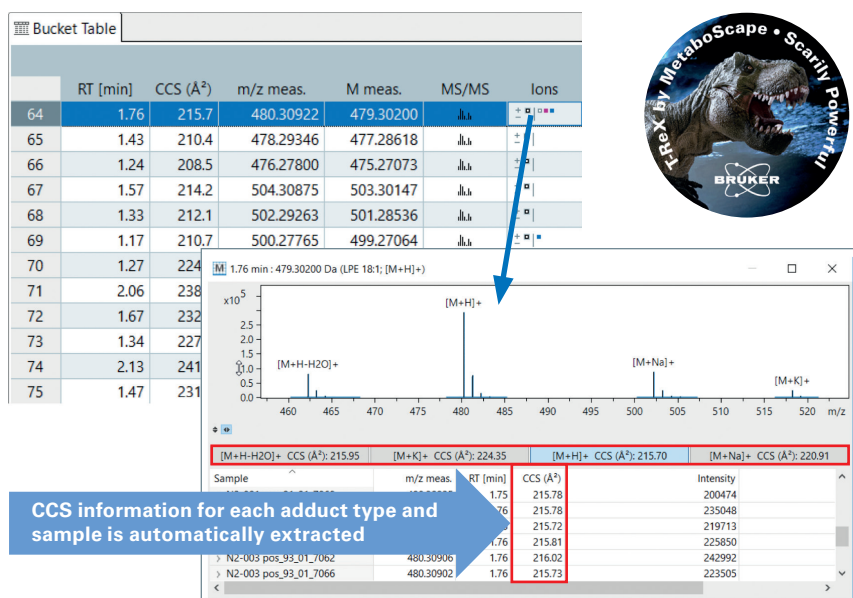 Bucket Table
RT [min] CCS (Å²) m/z meas. M meas. MS/MS Ions
64 1.76 215.7 480.30922 479.30200
65 1.43 210.4 478.29346 477.28618
66 1.24 208.5 476.27800 475.27073
67 1.57 214.2 504.30875 503.30147
68 1.33 212.1 502.29263 501.28536
69 1.17 210.7 500.27765 499.27064
70 1.27 224
71 2.06 238
72 1.67 232
73 1.34 227
74 2.13 241
75 1.47 231
T-ReX by MetaboScape • Scarily Powerful
BRUKER
M 1.76 min : 479.30200 Da (LPE 18:1; [M+H]+)
x10⁵
2.5
2.0
1.5
1.0
0.5
0.0
[M+H-H2O]+
[M+H]+
[M+Na]+
[M+K]+
460 465 470 475 480 485 490 495 500 505 510 515 520 m/z
[M+H-H2O]+ CCS (Å²): 215.95 [M+K]+ CCS (Å²): 224.35 [M+H]+ CCS (Å²): 215.70 [M+Na]+ CCS (Å²): 220.91
Sample m/z meas. RT [min] CCS (Å²) Intensity
1.75 215.78 200474
76 215.78 235048
215.72 219713
1.76 215.81 225850
N2-003 pos_93_01_7062 480.30906 1.76 216.02 242992
N2-003 pos_93_01_7066 480.30902 1.76 215.73 223505
CCS information for each adduct type and
sample is automatically extracted